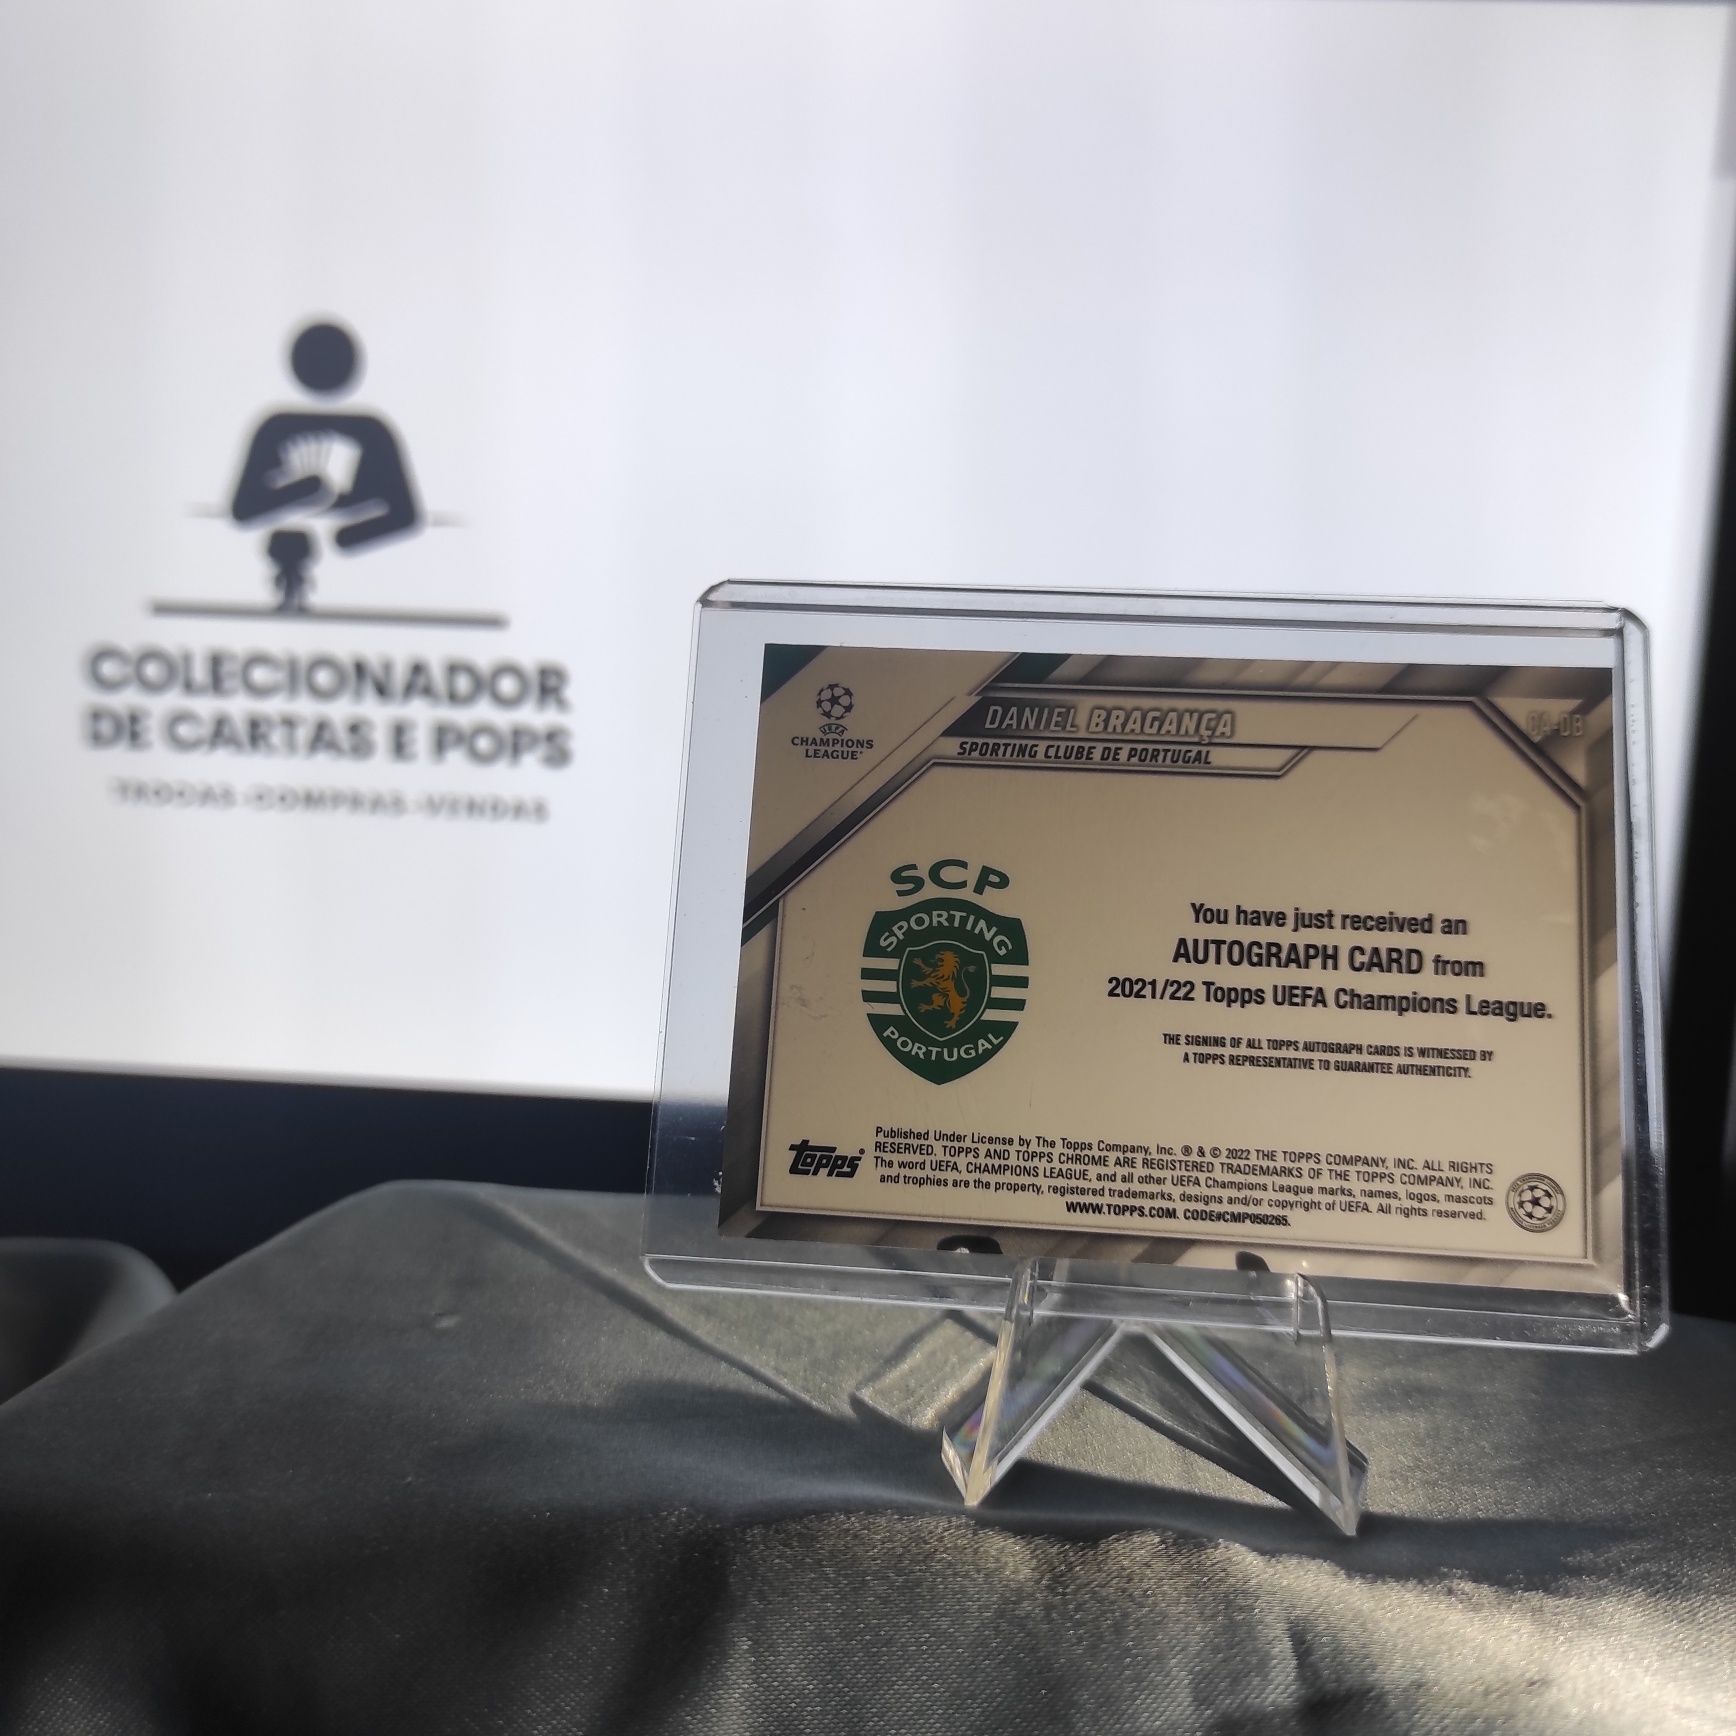 COLECIONADOR
DE CARTAS E POPS
TROCAS-COMPRAS-VENDAS
UEFA
CHAMPIONS
LEAGUE
DANIEL BRAGANÇA
SPORTING CLUBE DE PORTUGAL
CA-DB
SCP
SPORTING
PORTUGAL
You have just received an
AUTOGRAPH CARD from
2021/22 Topps UEFA Champions League.
THE SIGNING OF ALL TOPPS AUTOGRAPH CARDS IS WITNESSED BY
A TOPPS REPRESENTATIVE TO GUARANTEE AUTHENTICITY.
topps®
Published Under License by The Topps Company, Inc. ® & © 2022 THE TOPPS COMPANY, INC. ALL RIGHTS
RESERVED. TOPPS AND TOPPS CHROME ARE REGISTERED TRADEMARKS OF THE TOPPS COMPANY, INC.
The word UEFA, CHAMPIONS LEAGUE, and all other UEFA Champions League marks, names, logos, mascots
and trophies are the property, registered trademarks, designs and/or copyright of UEFA. All rights reserved.
WWW.TOPPS.COM. CODE#CMP050265.